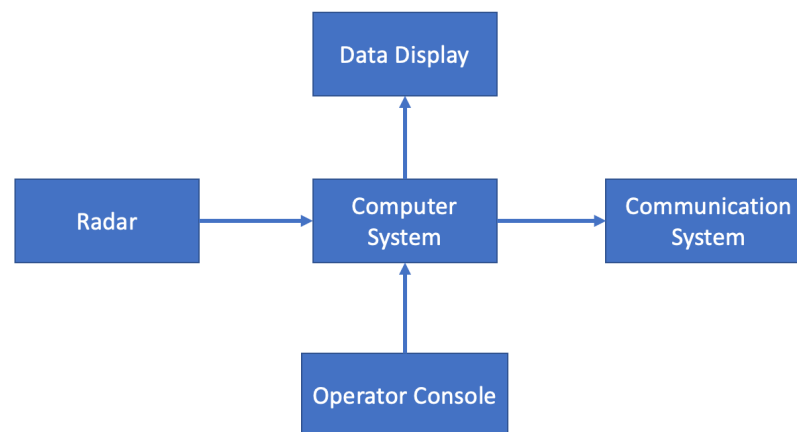 Data Display
Radar
Computer
System
Communication
System
Operator Console